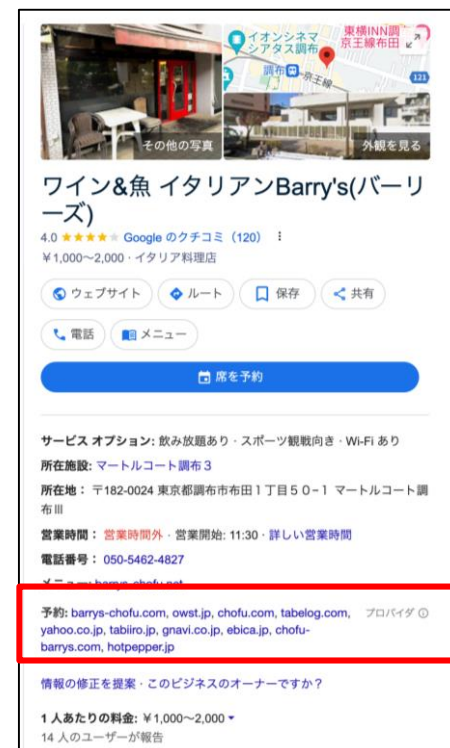 Barry's
イオンシネマ
シアタス調布
東横INN調
京王線布田
調布
京王線
121
その他の写真
外観を見る
ワイン&魚 イタリアンBarry's(バーリ
ーズ)
4.0 ★★★★★ Google のクチコミ（120）
¥1,000～2,000 · イタリア料理店
ウェブサイト ルート 保存 共有
電話 メニュー
席を予約
サービス オプション: 飲み放題あり · スポーツ観戦向き · Wi-Fi あり
所在施設: マートルコート調布３
所在地： 〒182-0024 東京都調布市布田１丁目５０−１ マートルコート調
布Ⅲ
営業時間： 営業時間外 · 営業開始: 11:30 · 詳しい営業時間
電話番号： 050-5462-4827
メニュー: barrys-chofu.net
予約: barrys-chofu.com, owst.jp, chofu.com, tabelog.com, プロバイダ
yahoo.co.jp, tabiiro.jp, gnavi.co.jp, ebica.jp, chofu-
barrys.com, hotpepper.jp
情報の修正を提案 · このビジネスのオーナーですか？
1 人あたりの料金: ¥1,000～2,000
14 人のユーザーが報告